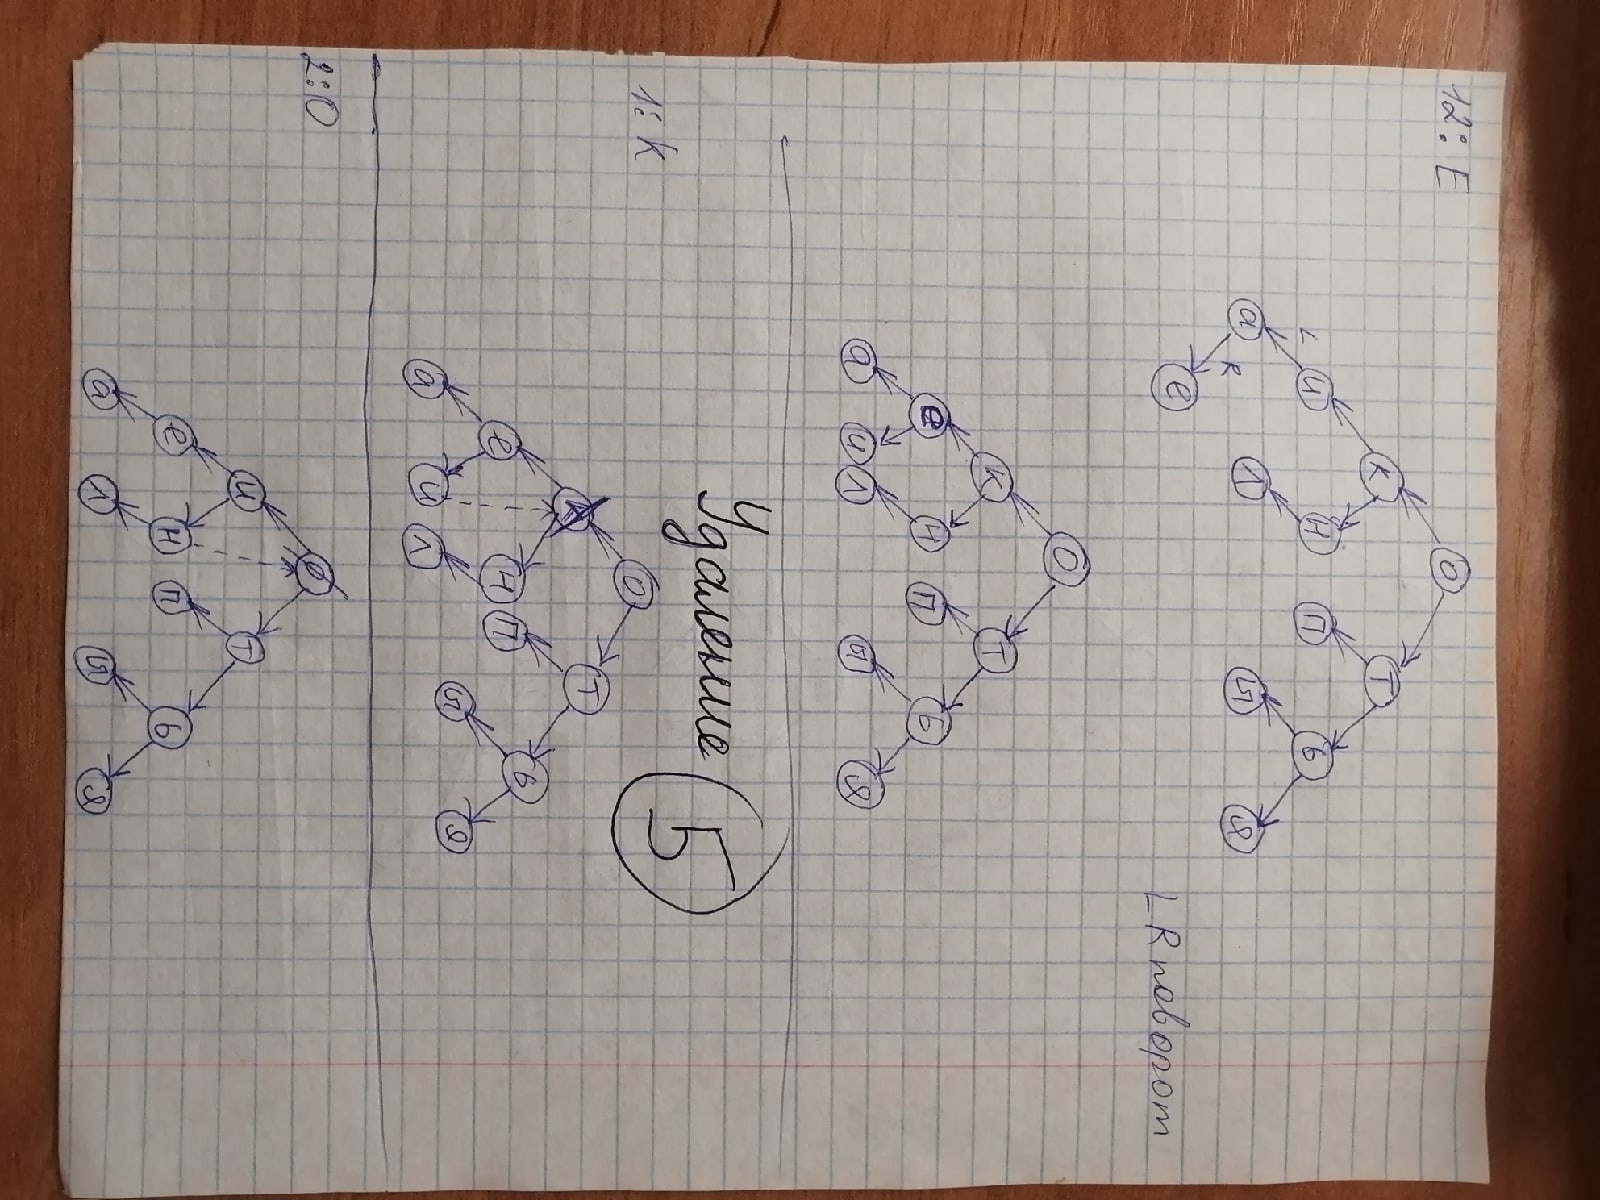 12: Е
О
К Т
и Н П Ь
L
а Л ы я
R
е
LR поворот
О
К Т
е Н П Ь
а и Л ы я
Удаление 5
1: К
О
К Т
е Н П Ь
а и Л ы я
2: О
О
и Т
е Н П Ь
а Л ы я